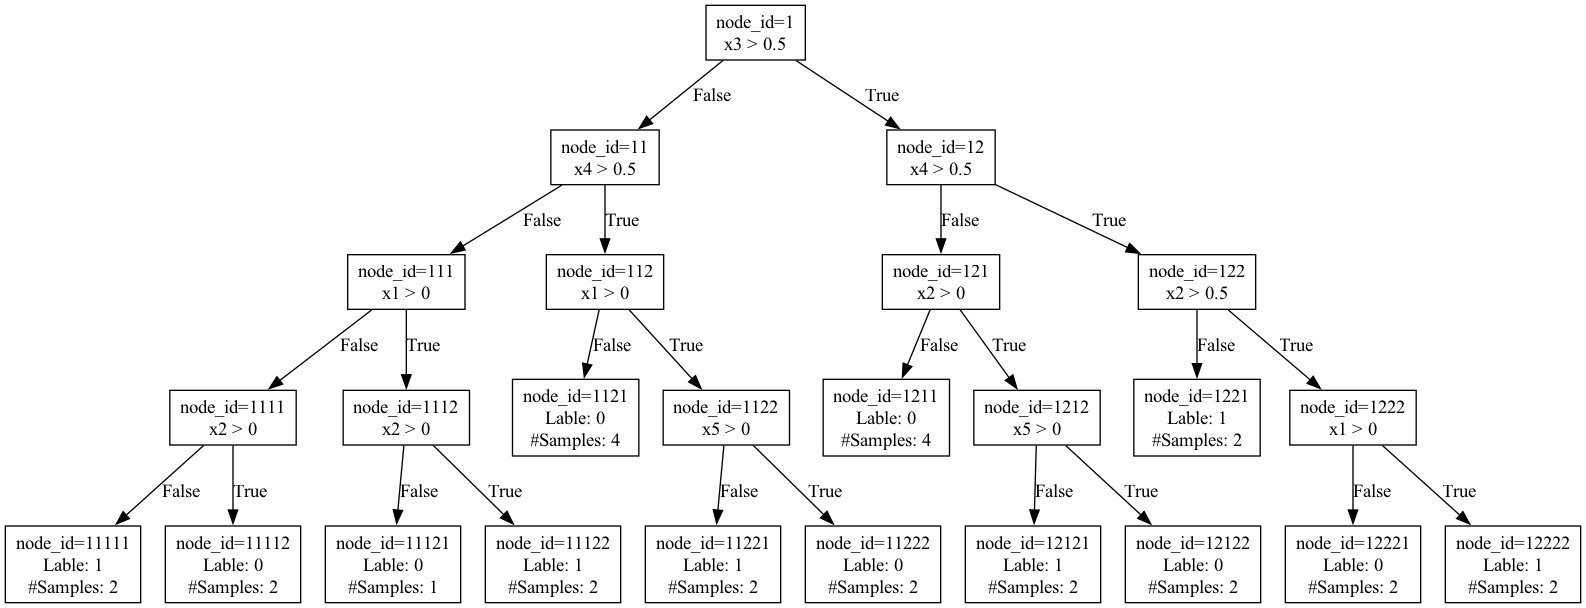 node_id=1
x3 > 0.5
False
True
node_id=11
x4 > 0.5
node_id=12
x4 > 0.5
False
True
False
True
node_id=111
x1 > 0
node_id=112
x1 > 0
node_id=121
x2 > 0
node_id=122
x2 > 0.5
False
True
False
True
False
True
False
True
node_id=1111
x2 > 0
node_id=1112
x2 > 0
node_id=1121
Lable: 0
#Samples: 4
node_id=1122
x5 > 0
node_id=1211
Lable: 0
#Samples: 4
node_id=1212
x5 > 0
node_id=1221
Lable: 1
#Samples: 2
node_id=1222
x1 > 0
False
True
False
True
False
True
False
True
False
True
node_id=11111
Lable: 1
#Samples: 2
node_id=11112
Lable: 0
#Samples: 2
node_id=11121
Lable: 0
#Samples: 1
node_id=11122
Lable: 1
#Samples: 2
node_id=11221
Lable: 1
#Samples: 2
node_id=11222
Lable: 0
#Samples: 2
node_id=12121
Lable: 1
#Samples: 2
node_id=12122
Lable: 0
#Samples: 2
node_id=12221
Lable: 0
#Samples: 2
node_id=12222
Lable: 1
#Samples: 2